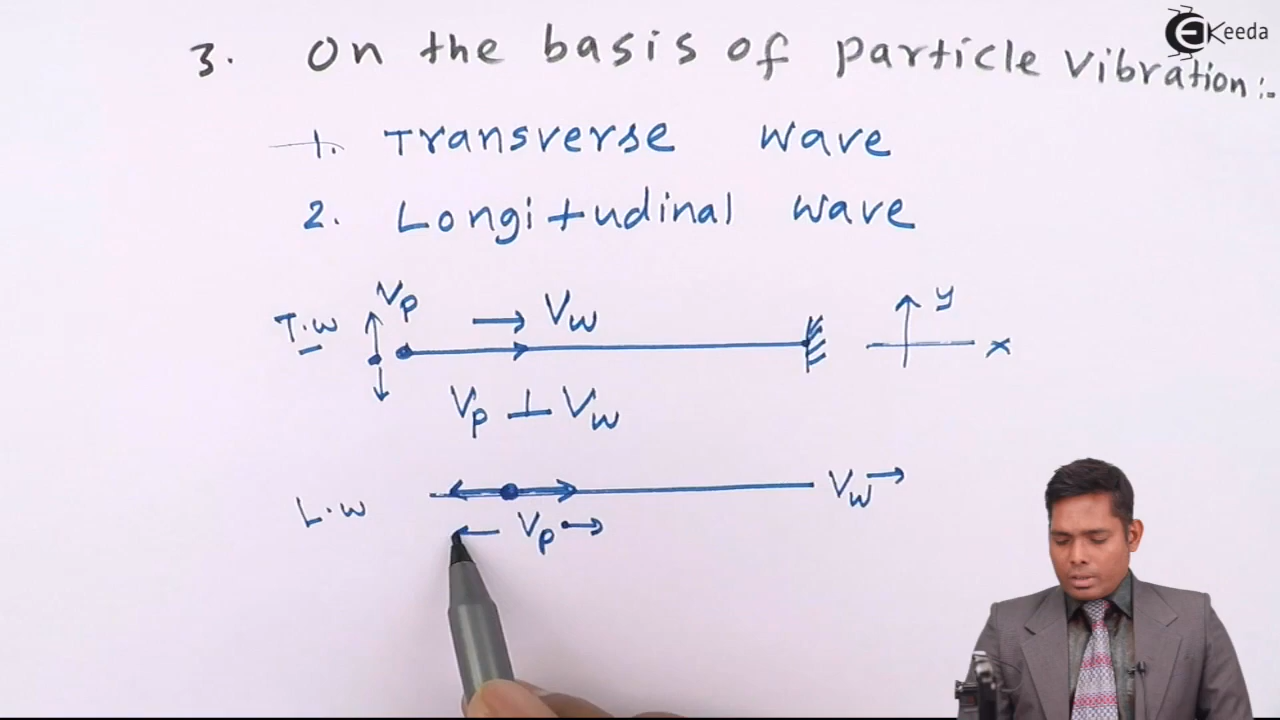 EKeeda
3. On the basis of particle vibration :-
1. Transverse wave
2. Longitudinal wave
T.w Vp Vw y
x
Vp ⊥ Vw
L.w Vw
Vp